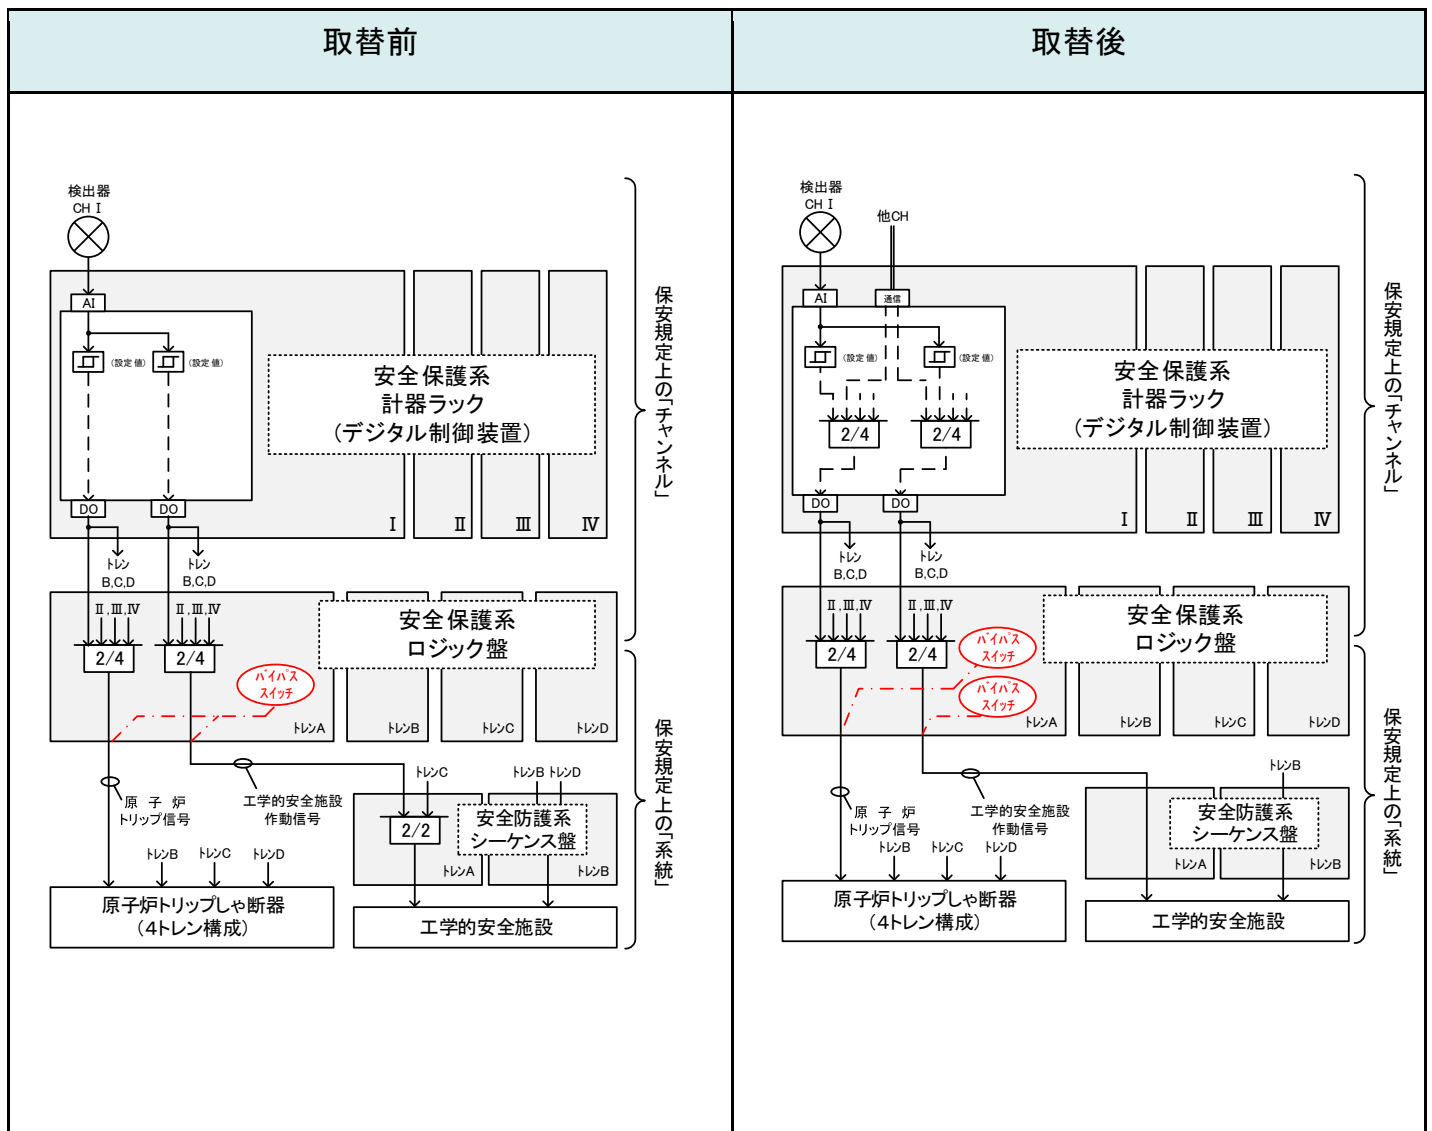 取替前
検出器
CH Ⅰ
AI
(設定値)
(設定値)
安全保護系
計器ラック
(デジタル制御装置)
DO
DO
Ⅰ
Ⅱ
Ⅲ
Ⅳ
トレン
B,C,D
トレン
B,C,D
保安規定上の「チャンネル」
Ⅱ,Ⅲ,Ⅳ
Ⅱ,Ⅲ,Ⅳ
2/4
2/4
安全保護系
ロジック盤
バイパス
スイッチ
トレンA
トレンB
トレンC
トレンD
原子炉
トリップ信号
工学的安全施設
作動信号
トレンC
トレンB
トレンD
2/2
安全防護系
シーケンス盤
トレンA
トレンB
トレンB
トレンC
トレンD
原子炉トリップしゃ断器
(4トレン構成)
工学的安全施設
保安規定上の「系統」
取替後
検出器
CH Ⅰ
他CH
AI
通信
(設定値)
(設定値)
2/4
2/4
安全保護系
計器ラック
(デジタル制御装置)
DO
DO
Ⅰ
Ⅱ
Ⅲ
Ⅳ
トレン
B,C,D
トレン
B,C,D
保安規定上の「チャンネル」
Ⅱ,Ⅲ,Ⅳ
Ⅱ,Ⅲ,Ⅳ
2/4
2/4
バイパス
スイッチ
バイパス
スイッチ
安全保護系
ロジック盤
トレンA
トレンB
トレンC
トレンD
原子炉
トリップ信号
工学的安全施設
作動信号
トレンB
安全防護系
シーケンス盤
トレンA
トレンB
トレンB
トレンC
トレンD
原子炉トリップしゃ断器
(4トレン構成)
工学的安全施設
保安規定上の「系統」